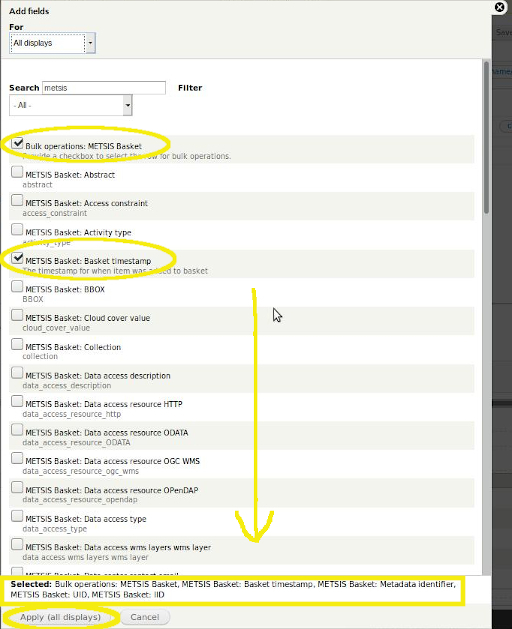 Add fields
For
All displays
Search metsis Filter
- All -
Bulk operations: METSIS Basket
Provide a checkbox to select the row for bulk operations.
METSIS Basket: Abstract
abstract
METSIS Basket: Access constraint
access_constraint
METSIS Basket: Activity type
activity_type
METSIS Basket: Basket timestamp
The timestamp for when item was added to basket
METSIS Basket: BBOX
BBOX
METSIS Basket: Cloud cover value
cloud_cover_value
METSIS Basket: Collection
collection
METSIS Basket: Data access description
data_access_description
METSIS Basket: Data access resource HTTP
data_access_resource_http
METSIS Basket: Data access resource ODATA
data_access_resource_ODATA
METSIS Basket: Data access resource OGC WMS
data_access_resource_ogc_wms
METSIS Basket: Data access resource OPenDAP
data_access_resource_opendap
METSIS Basket: Data access type
data_access_type
METSIS Basket: Data access wms layers wms layer
data access wms layers wms layer
Selected: Bulk operations: METSIS Basket, METSIS Basket: Basket timestamp, METSIS Basket: Metadata identifier,
METSIS Basket: UID, METSIS Basket: IID
Apply (all displays) Cancel